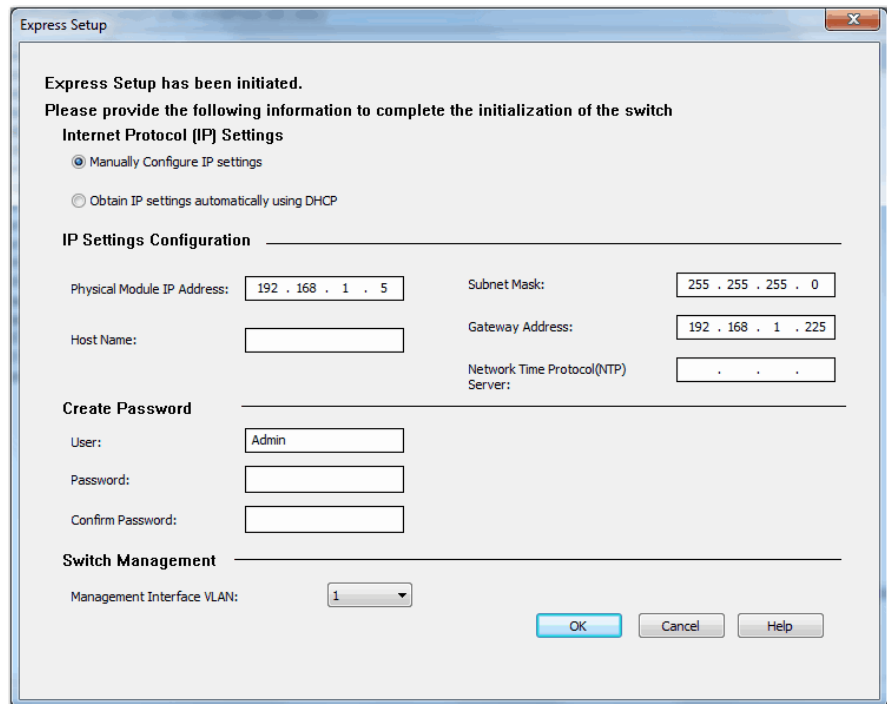 Express Setup
Express Setup has been initiated.
Please provide the following information to complete the initialization of the switch
Internet Protocol (IP) Settings
Manually Configure IP settings
Obtain IP settings automatically using DHCP
IP Settings Configuration
Physical Module IP Address: 192 . 168 . 1 . 5
Subnet Mask: 255 . 255 . 255 . 0
Host Name:
Gateway Address: 192 . 168 . 1 . 225
Network Time Protocol(NTP)
Server: . . .
Create Password
User: Admin
Password:
Confirm Password:
Switch Management
Management Interface VLAN: 1
OK Cancel Help